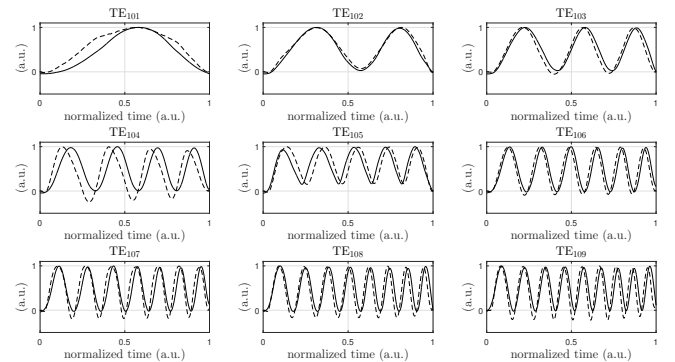 TE101 TE102 TE103
(a.u.) 1 0 (a.u.) 1 0 (a.u.) 1 0
0 0.5 1 0 0.5 1 0 0.5 1
normalized time (a.u.) normalized time (a.u.) normalized time (a.u.)
TE104 TE105 TE106
(a.u.) 1 0 (a.u.) 1 0 (a.u.) 1 0
0 0.5 1 0 0.5 1 0 0.5 1
normalized time (a.u.) normalized time (a.u.) normalized time (a.u.)
TE107 TE108 TE109
(a.u.) 1 0 (a.u.) 1 0 (a.u.) 1 0
0 0.5 1 0 0.5 1 0 0.5 1
normalized time (a.u.) normalized time (a.u.) normalized time (a.u.)